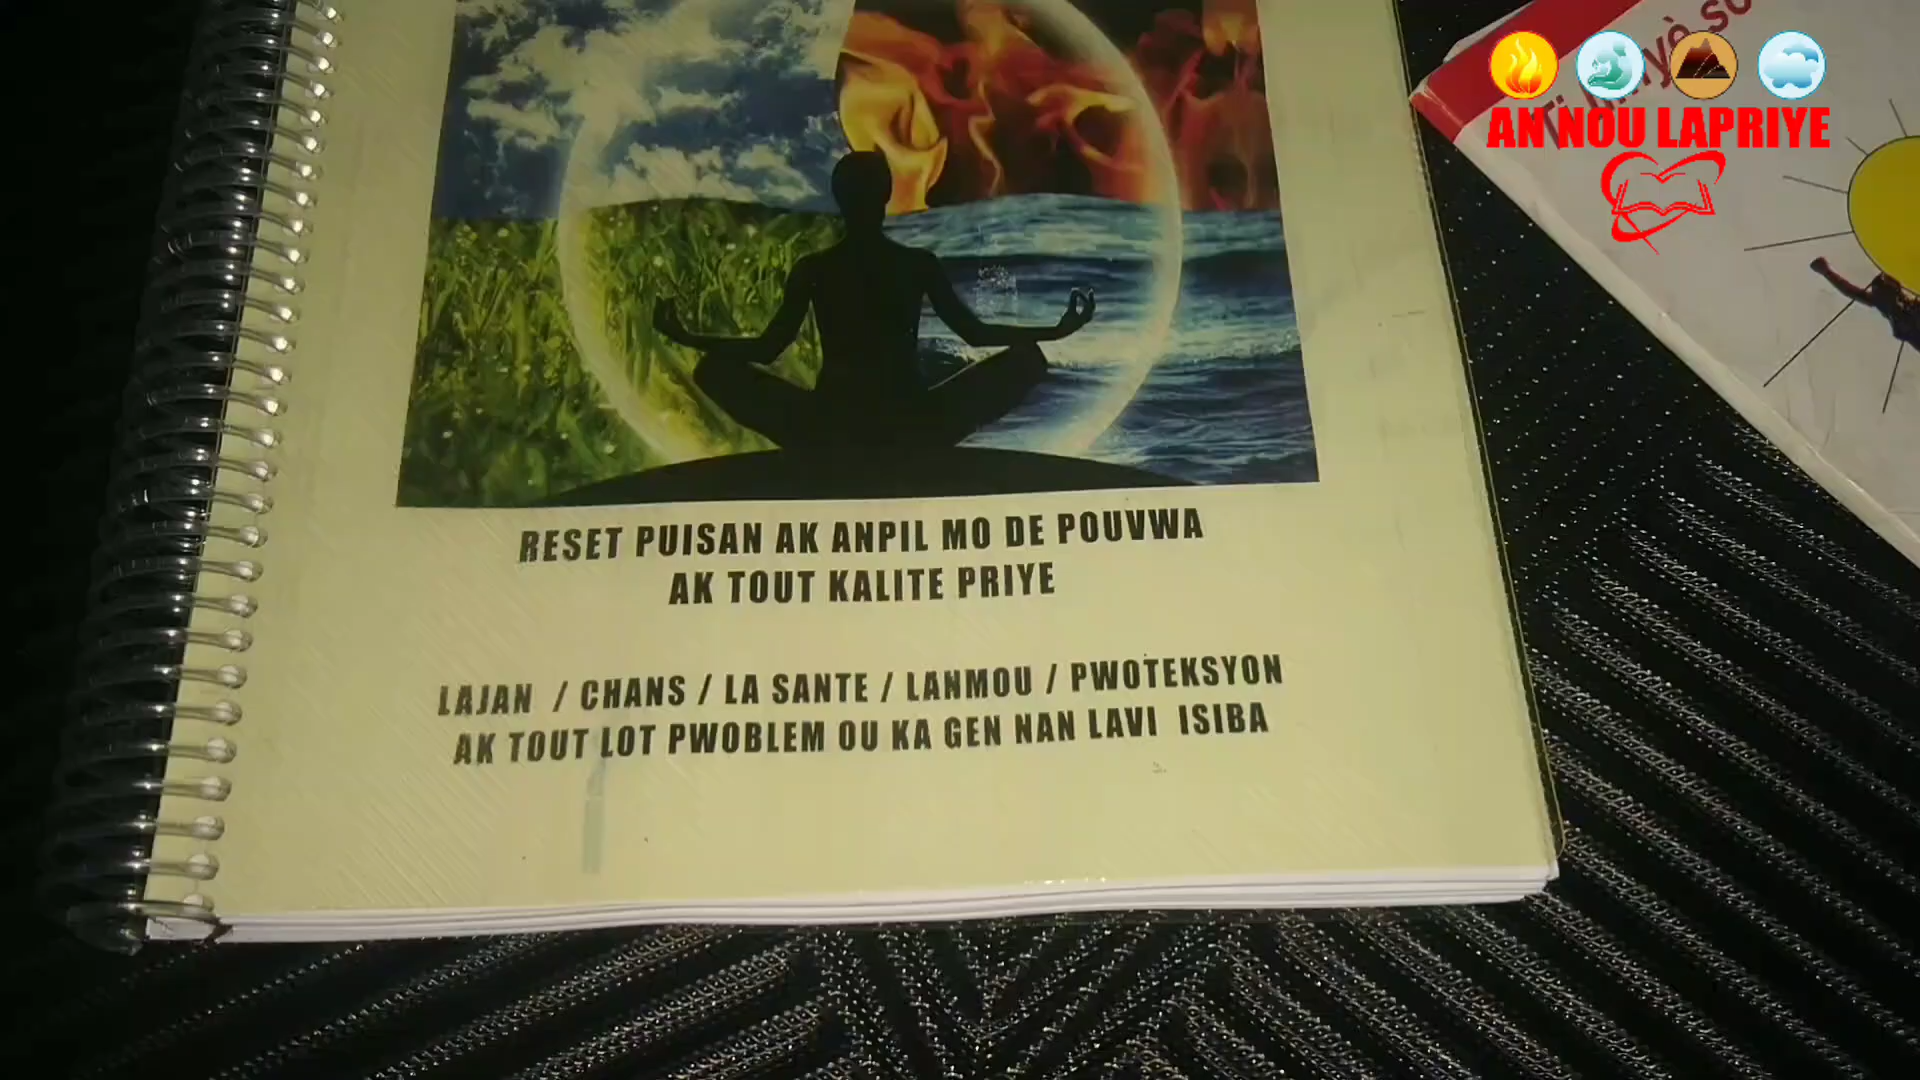 AN NOU LAPRIYE
RESET PUISAN AK ANPIL MO DE POUVWA
AK TOUT KALITE PRIYE
LAJAN / CHANS / LA SANTE / LANMOU / PWOTEKSYON
AK TOUT LOT PWOBLEM OU KA GEN NAN LAVI ISIBA